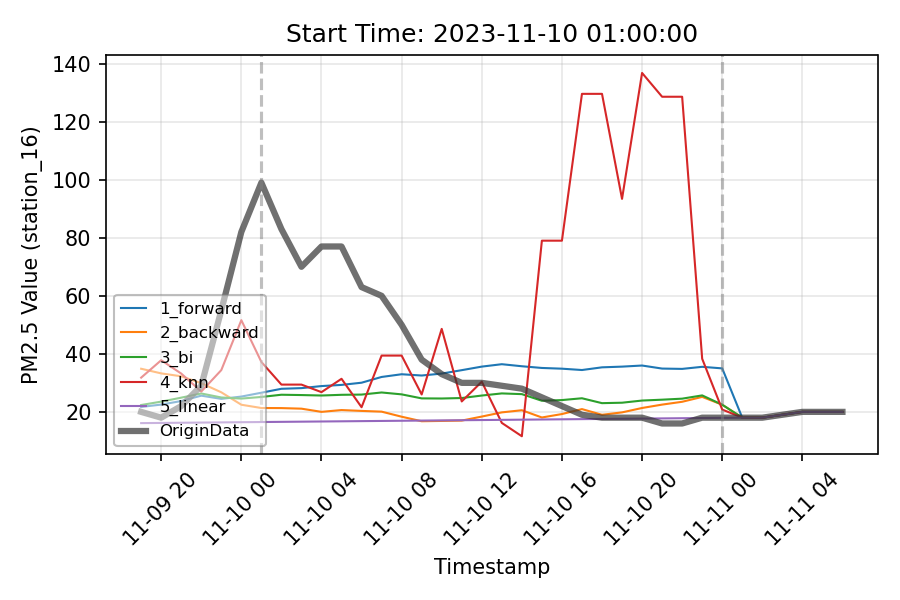 Start Time: 2023-11-10 01:00:00
PM2.5 Value (station_16)
140
120
100
80
60
40
20
1_forward
2_backward
3_bi
4_knn
5_linear
OriginData
11-09 20
11-10 00
11-10 04
11-10 08
11-10 12
11-10 16
11-10 20
11-11 00
11-11 04
Timestamp